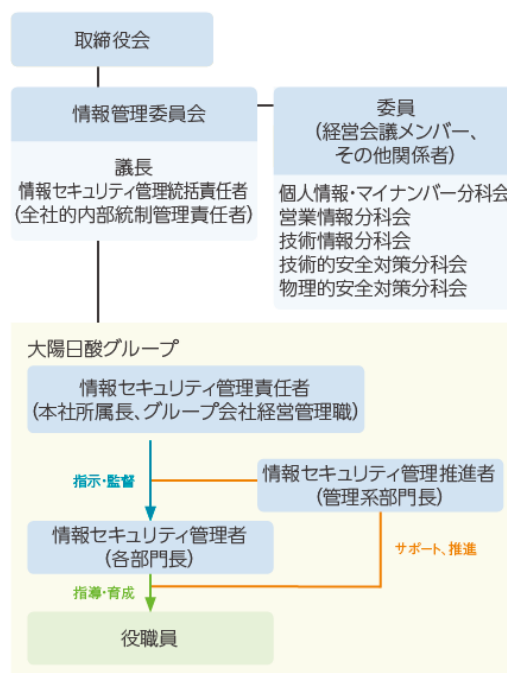 取締役会
情報管理委員会
議長
情報セキュリティ管理統括責任者
(全社的内部統制管理責任者)
委員
(経営会議メンバー、
その他関係者)
個人情報・マイナンバー分科会
営業情報分科会
技術情報分科会
技術的安全対策分科会
物理的安全対策分科会
大陽日酸グループ
情報セキュリティ管理責任者
(本社所属長、グループ会社経営管理職)
指示・監督
情報セキュリティ管理推進者
(管理系部門長)
情報セキュリティ管理者
(各部門長)
サポート、推進
指導・育成
役職員